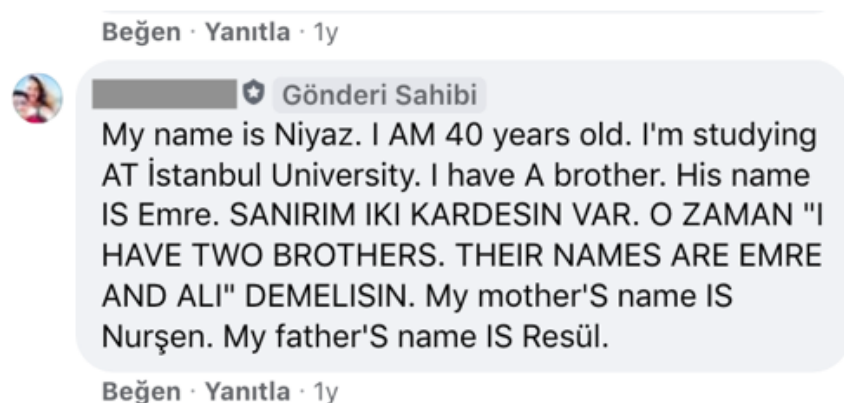 Beğen · Yanıtla · 1y
Gönderi Sahibi
My name is Niyaz. I AM 40 years old. I'm studying
AT İstanbul University. I have A brother. His name
IS Emre. SANIRIM IKI KARDESIN VAR. O ZAMAN "I
HAVE TWO BROTHERS. THEIR NAMES ARE EMRE
AND ALI" DEMELISIN. My mother'S name IS
Nurşen. My father'S name IS Resül.
Beğen · Yanıtla · 1y